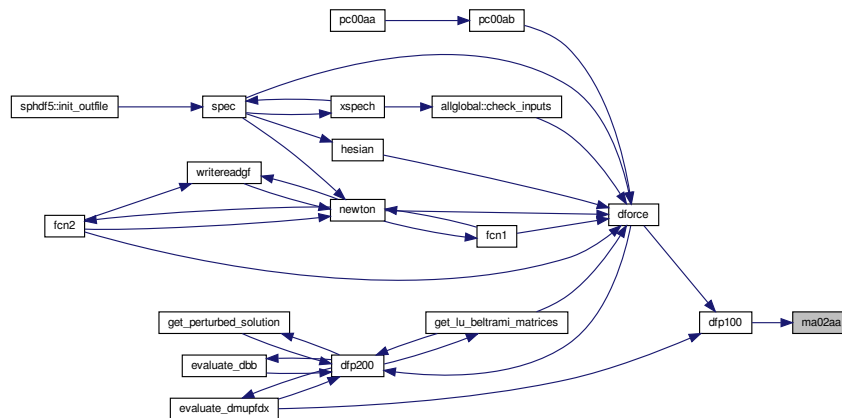 pc00aa
pc00ab
sphdf5::init_outfile
spec
xspech
allglobal::check_inputs
hesian
writereadgf
newton
fcn2
fcn1
dforce
get_perturbed_solution
get_lu_beltrami_matrices
dfp100
ma02aa
evaluate_dbb
dfp200
evaluate_dmupfdx